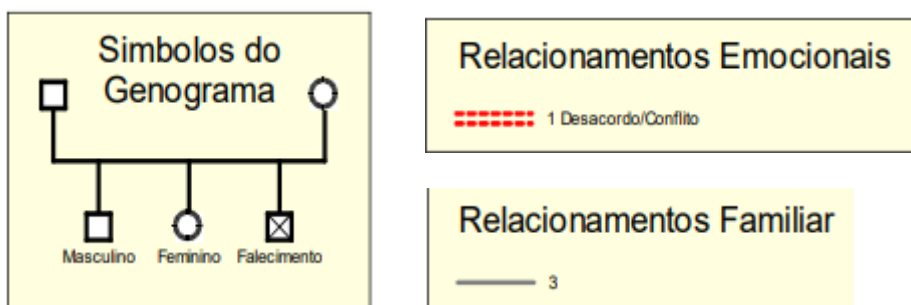 Simbolos do
Genograma
Masculino Feminino Falecimento
Relacionamentos Emocionais
1 Desacordo/Conflito
Relacionamentos Familiar
3